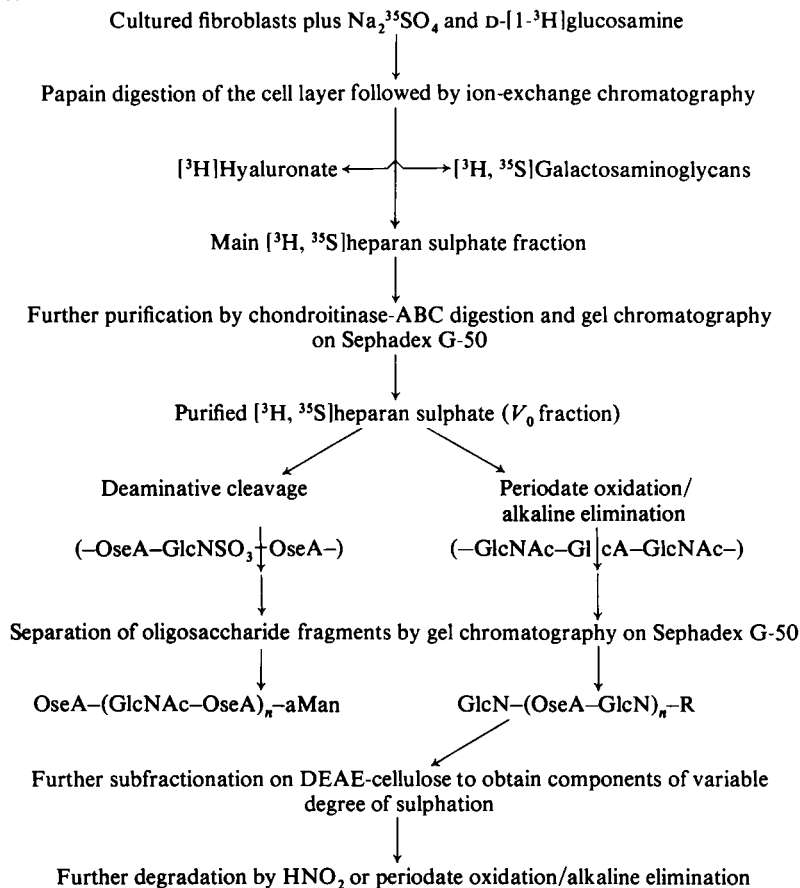 Cultured fibroblasts plus Na₂³⁵SO₄ and D-[1-³H]glucosamine
Papain digestion of the cell layer followed by ion-exchange chromatography
[³H]Hyaluronate
[³H, ³⁵S]Galactosaminoglycans
Main [³H, ³⁵S]heparan sulphate fraction
Further purification by chondroitinase-ABC digestion and gel chromatography
on Sephadex G-50
Purified [³H, ³⁵S]heparan sulphate (V₀ fraction)
Deaminative cleavage
Periodate oxidation/
alkaline elimination
(–OseA–GlcNSO₃–OseA–)
(–GlcNAc–GlcA–GlcNAc–)
Separation of oligosaccharide fragments by gel chromatography on Sephadex G-50
OseA–(GlcNAc–OseA)ₙ–aMan
GlcN–(OseA–GlcN)ₙ–R
Further subfractionation on DEAE-cellulose to obtain components of variable
degree of sulphation
Further degradation by HNO₂ or periodate oxidation/alkaline elimination